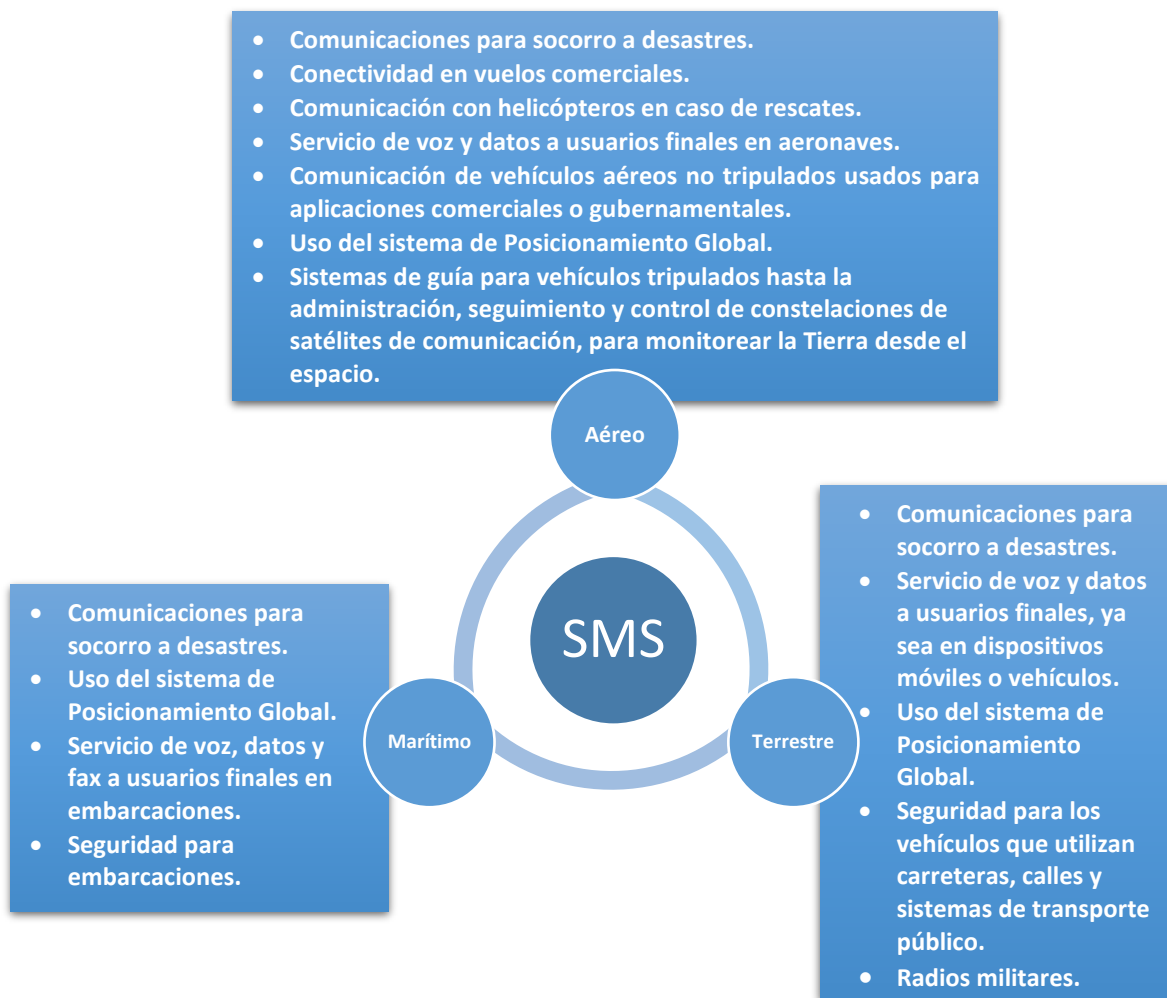 • Comunicaciones para socorro a desastres.
• Conectividad en vuelos comerciales.
• Comunicación con helicópteros en caso de rescates.
• Servicio de voz y datos a usuarios finales en aeronaves.
• Comunicación de vehículos aéreos no tripulados usados para
aplicaciones comerciales o gubernamentales.
• Uso del sistema de Posicionamiento Global.
• Sistemas de guía para vehículos tripulados hasta la
administración, seguimiento y control de constelaciones de
satélites de comunicación, para monitorear la Tierra desde el
espacio.
Aéreo
SMS
Marítimo
Terrestre
• Comunicaciones para
socorro a desastres.
• Uso del sistema de
Posicionamiento Global.
• Servicio de voz, datos y
fax a usuarios finales en
embarcaciones.
• Seguridad para
embarcaciones.
• Comunicaciones para
socorro a desastres.
• Servicio de voz y datos
a usuarios finales, ya
sea en dispositivos
móviles o vehículos.
• Uso del sistema de
Posicionamiento
Global.
• Seguridad para los
vehículos que utilizan
carreteras, calles y
sistemas de transporte
público.
• Radios militares.